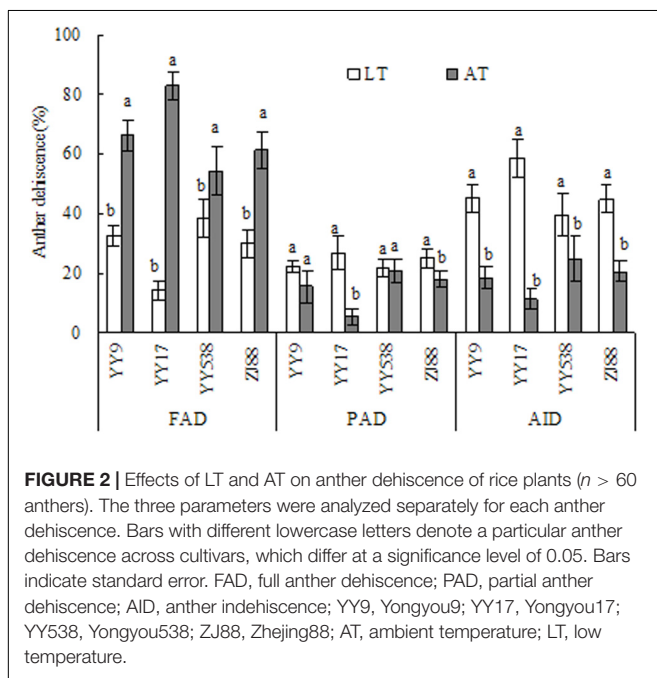 100
80
60
40
20
0
Anther dehiscence(%)
LT AT
b a b a b a b a
a a a b a a a b
a b a b a b a b
YY9 YY17 YY538 ZJ88 YY9 YY17 YY538 ZJ88 YY9 YY17 YY538 ZJ88
FAD PAD AID
FIGURE 2 | Effects of LT and AT on anther dehiscence of rice plants (n > 60
anthers). The three parameters were analyzed separately for each anther
dehiscence. Bars with different lowercase letters denote a particular anther
dehiscence across cultivars, which differ at a significance level of 0.05. Bars
indicate standard error. FAD, full anther dehiscence; PAD, partial anther
dehiscence; AID, anther indehiscence; YY9, Yongyou9; YY17, Yongyou17;
YY538, Yongyou538; ZJ88, Zhejing88; AT, ambient temperature; LT, low
temperature.